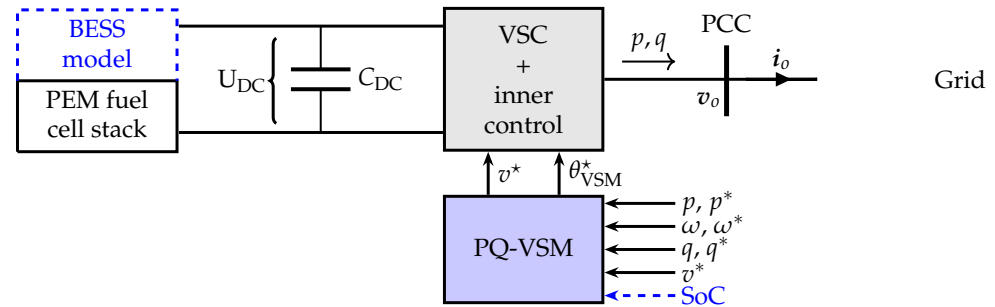 BESS
model
PEM fuel
cell stack
U_DC
C_DC
VSC
+
inner
control
p, q
PCC
v_o
i_o
Grid
v⋆
θ⋆_VSM
PQ-VSM
p, p*
ω, ω*
q, q*
v*
SoC